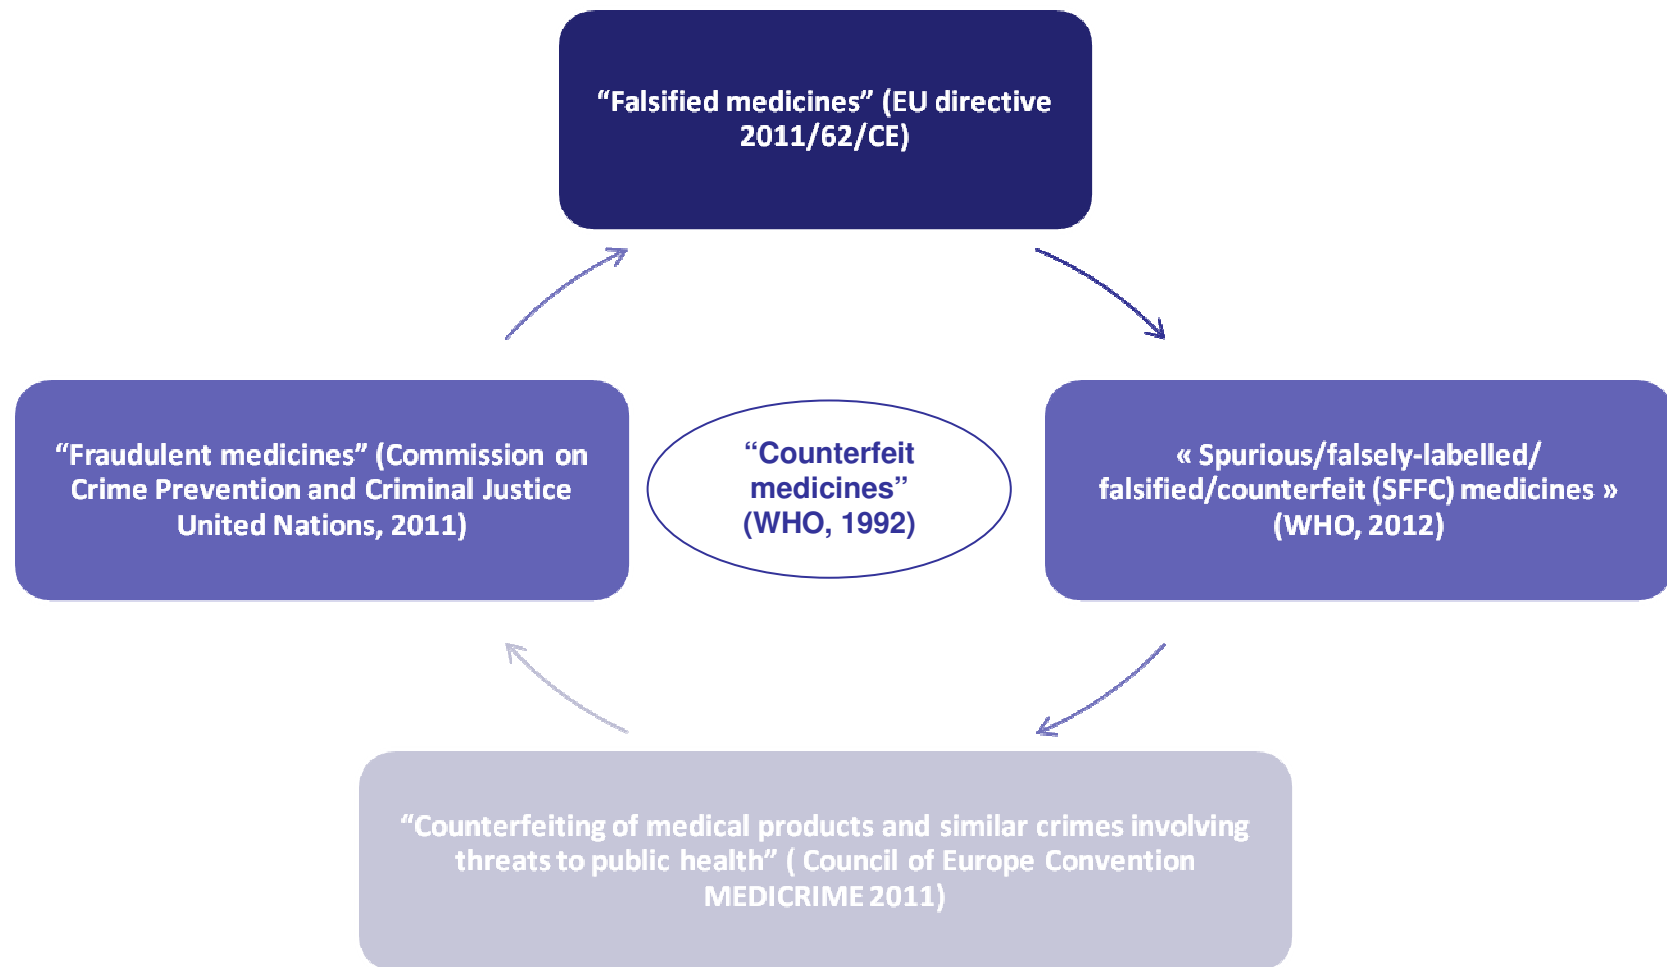 “Falsified medicines” (EU directive
2011/62/CE)
“Fraudulent medicines” (Commission on
Crime Prevention and Criminal Justice
United Nations, 2011)
“Counterfeit
medicines”
(WHO, 1992)
« Spurious/falsely-labelled/
falsified/counterfeit (SFFC) medicines »
(WHO, 2012)
“Counterfeiting of medical products and similar crimes involving
threats to public health” ( Council of Europe Convention
MEDICRIME 2011)